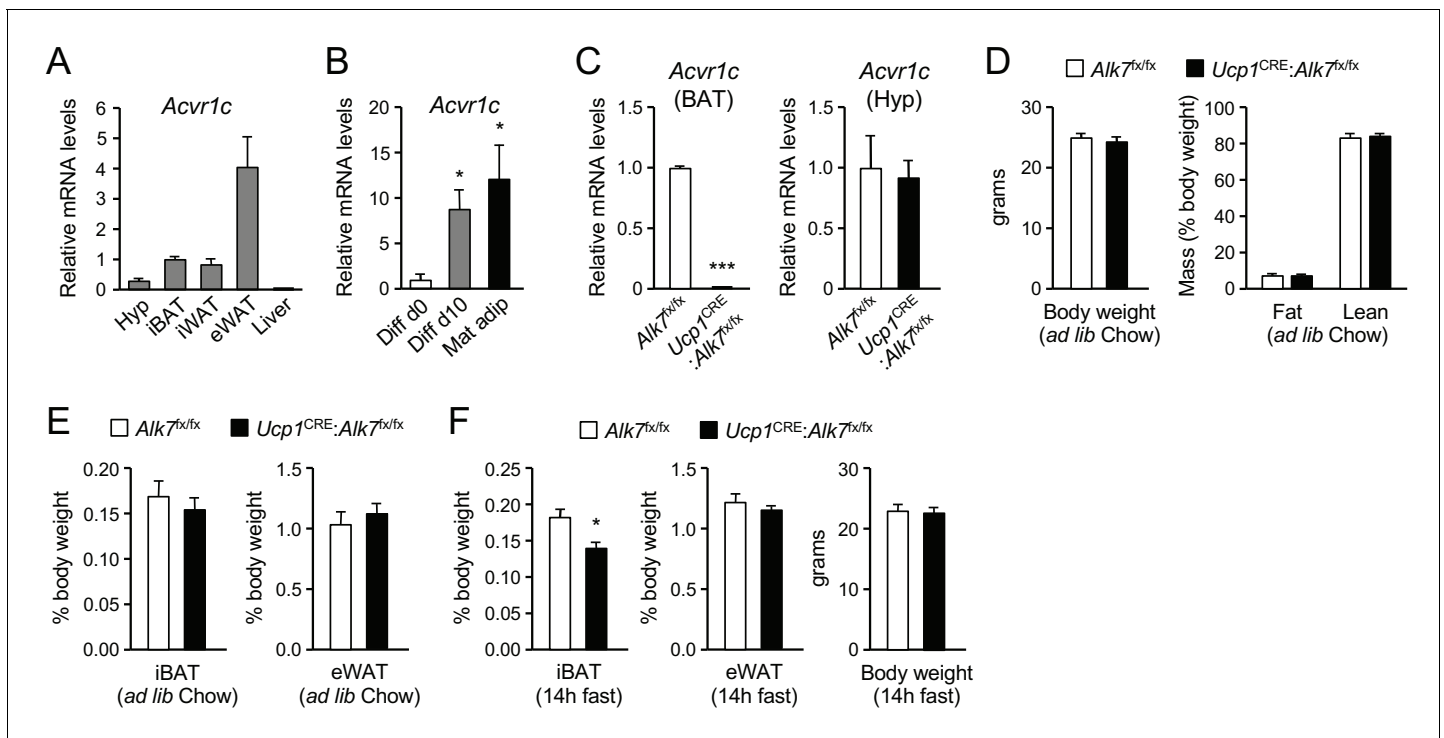 A
Acvr1c
Relative mRNA levels
6
5
4
3
2
1
0
Hyp
iBAT
iWAT
eWAT
Liver
B
Acvr1c
Relative mRNA levels
20
15
10
5
0
*
*
Diff d0
Diff d10
Mat adip
C
Acvr1c
(BAT)
Relative mRNA levels
1.5
1.0
0.5
0
***
Alk7fx/fx
Ucp1CRE
:Alk7fx/fx
Acvr1c
(Hyp)
Relative mRNA levels
1.5
1.0
0.5
0
Alk7fx/fx
Ucp1CRE
:Alk7fx/fx
D
Alk7fx/fx
Ucp1CRE:Alk7fx/fx
grams
30
20
10
0
Body weight
(ad lib Chow)
Mass (% body weight)
100
80
60
40
20
0
Fat Lean
(ad lib Chow)
E
Alk7fx/fx
Ucp1CRE:Alk7fx/fx
% body weight
0.20
0.15
0.10
0.05
0.00
iBAT
(ad lib Chow)
% body weight
1.5
1.0
0.5
0.0
eWAT
(ad lib Chow)
F
Alk7fx/fx
Ucp1CRE:Alk7fx/fx
% body weight
0.25
0.20
0.15
0.10
0.05
0.00
*
iBAT
(14h fast)
% body weight
1.5
1.0
0.5
0.0
eWAT
(14h fast)
grams
30
20
10
0
Body weight
(14h fast)